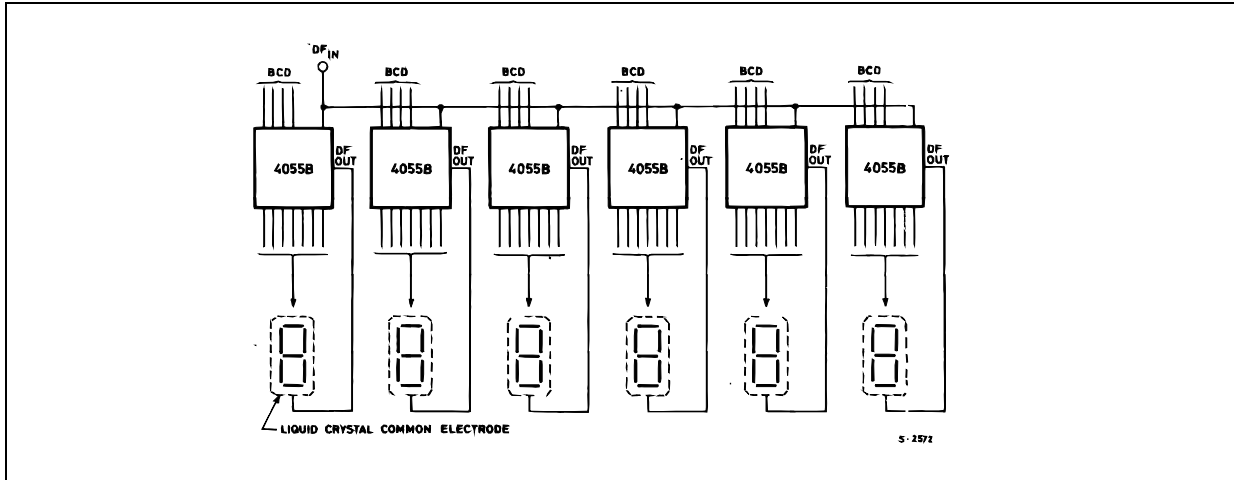 DF IN
BCD BCD BCD BCD BCD BCD
4055B DF OUT 4055B DF OUT 4055B DF OUT 4055B DF OUT 4055B DF OUT 4055B DF OUT
LIQUID CRYSTAL COMMON ELECTRODE
S-2572